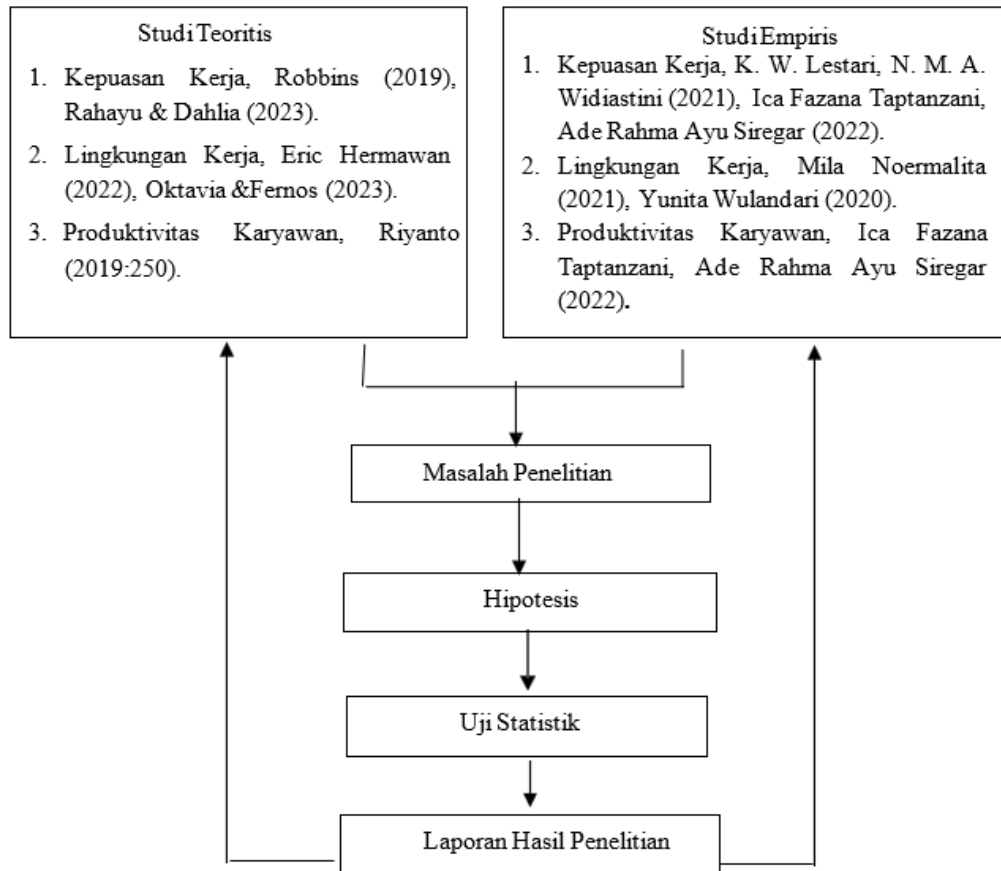 Studi Teoritis
1. Kepuasan Kerja, Robbins (2019),
Rahayu & Dahlia (2023).
2. Lingkungan Kerja, Eric Hermawan
(2022), Oktavia &Fernos (2023).
3. Produktivitas Karyawan, Riyanto
(2019:250).
Studi Empiris
1. Kepuasan Kerja, K. W. Lestari, N. M. A.
Widiastini (2021), Ica Fazana Taptanzani,
Ade Rahma Ayu Siregar (2022).
2. Lingkungan Kerja, Mila Noermalita
(2021), Yunita Wulandari (2020).
3. Produktivitas Karyawan, Ica Fazana
Taptanzani, Ade Rahma Ayu Siregar
(2022).
Masalah Penelitian
Hipotesis
Uji Statistik
Laporan Hasil Penelitian